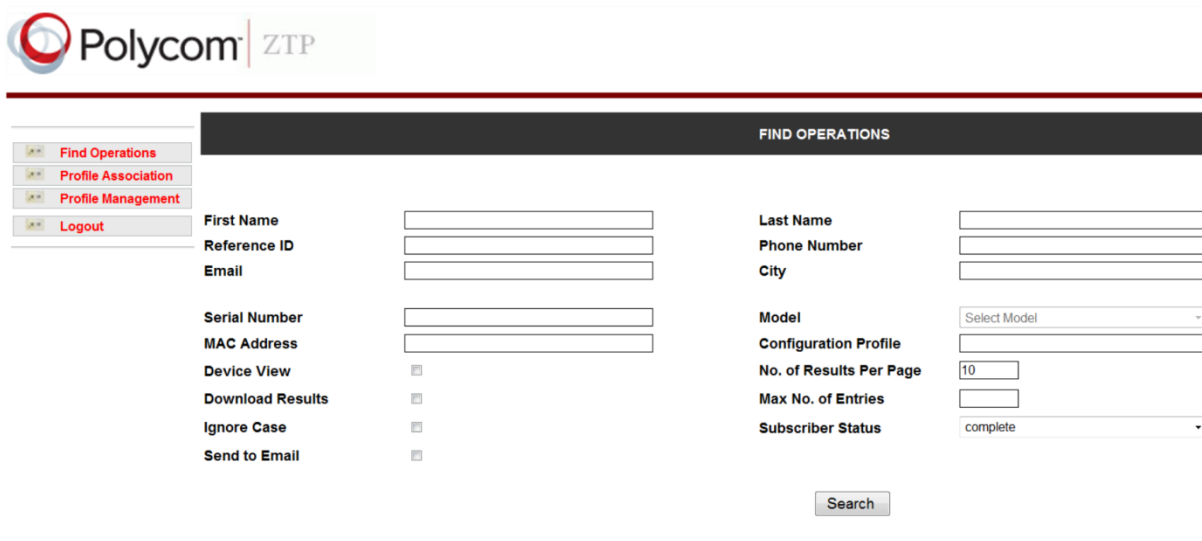 Polycom ZTP
FIND OPERATIONS
Find Operations
Profile Association
Profile Management
Logout
First Name
Last Name
Reference ID
Phone Number
Email
City
Serial Number
Model Select Model
MAC Address
Configuration Profile
Device View
No. of Results Per Page 10
Download Results
Max No. of Entries
Ignore Case
Subscriber Status complete
Send to Email
Search